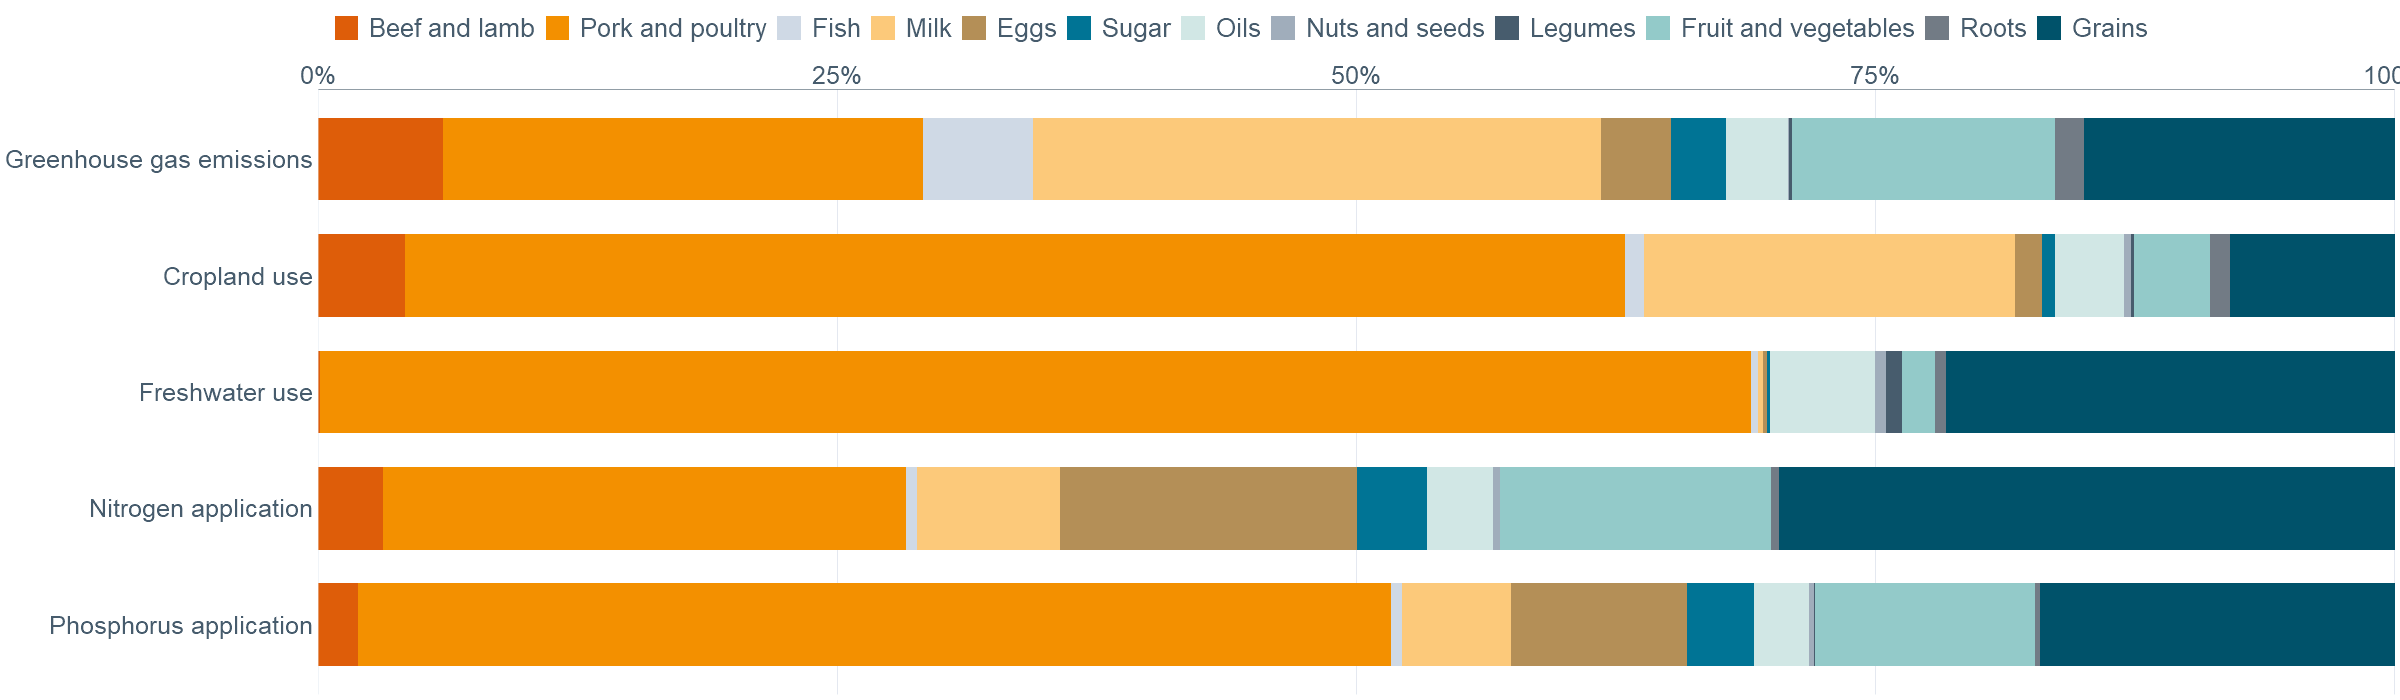 Beef and lamb Pork and poultry Fish Milk Eggs Sugar Oils Nuts and seeds Legumes Fruit and vegetables Roots Grains
0% 25% 50% 75% 100
Greenhouse gas emissions
Cropland use
Freshwater use
Nitrogen application
Phosphorus application